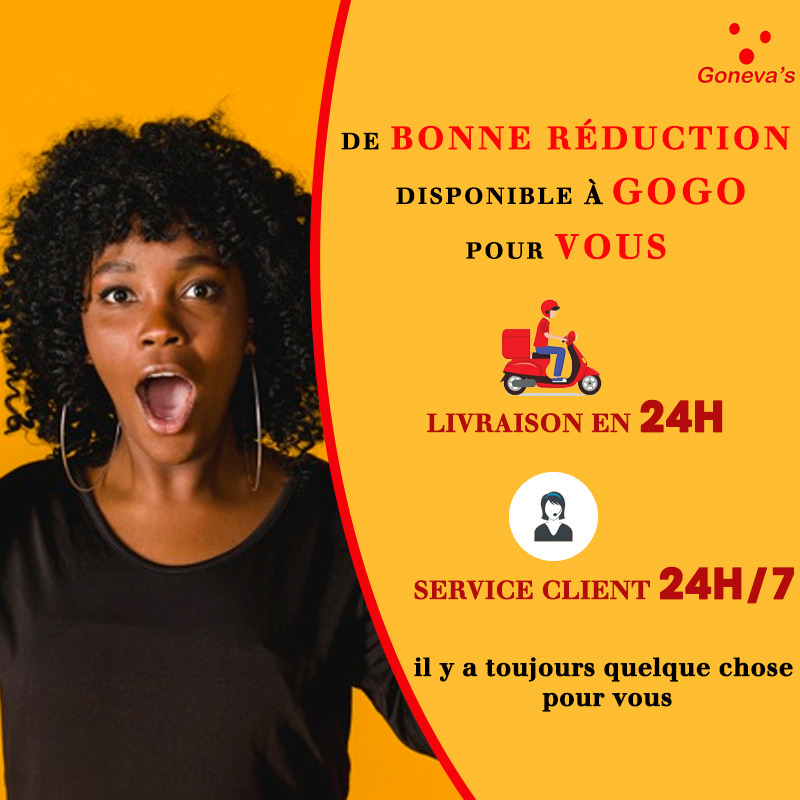 Goneva's
DE BONNE RÉDUCTION
DISPONIBLE À GOGO
POUR VOUS
LIVRAISON EN 24H
SERVICE CLIENT 24H/7
il y a toujours quelque chose
pour vous